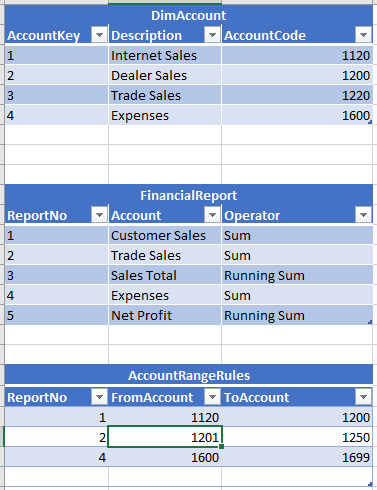 DimAccount
AccountKey Description AccountCode
1 Internet Sales 1120
2 Dealer Sales 1200
3 Trade Sales 1220
4 Expenses 1600
FinancialReport
ReportNo Account Operator
1 Customer Sales Sum
2 Trade Sales Sum
3 Sales Total Running Sum
4 Expenses Sum
5 Net Profit Running Sum
AccountRangeRules
ReportNo FromAccount ToAccount
1 1120 1200
2 1201 1250
4 1600 1699